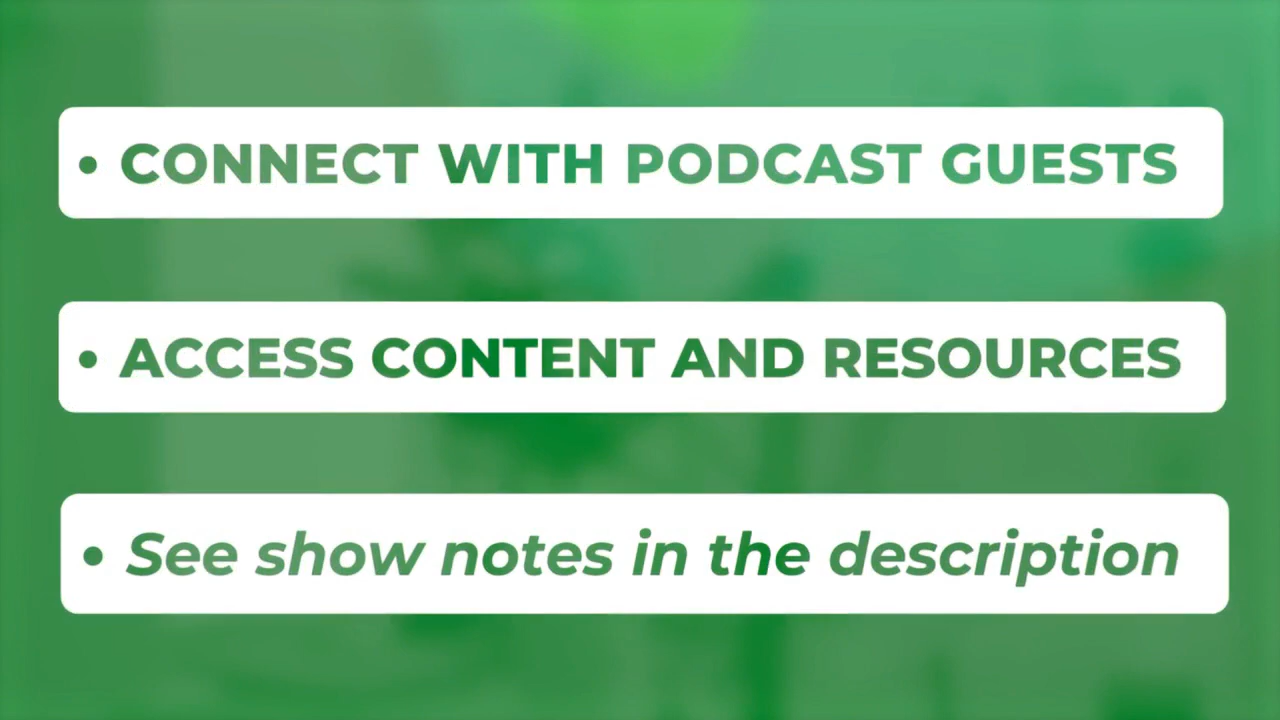 • CONNECT WITH PODCAST GUESTS
• ACCESS CONTENT AND RESOURCES
• See show notes in the description